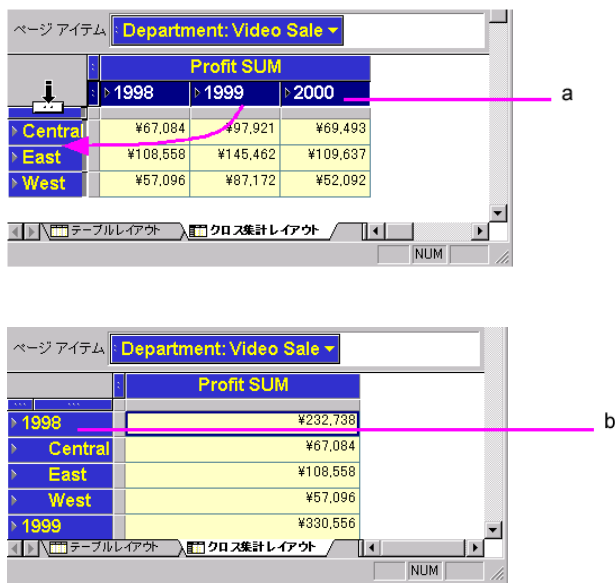 ページ アイテム Department: Video Sale
Profit SUM
1998 1999 2000 a
Central ¥67,084 ¥97,921 ¥69,493
East ¥108,558 ¥145,462 ¥109,637
West ¥57,096 ¥87,172 ¥52,092
テーブルレイアウト クロス集計レイアウト
NUM
ページ アイテム Department: Video Sale
Profit SUM
1998 ¥232,738 b
Central ¥67,084
East ¥108,558
West ¥57,096
1999 ¥330,556
テーブルレイアウト クロス集計レイアウト
NUM